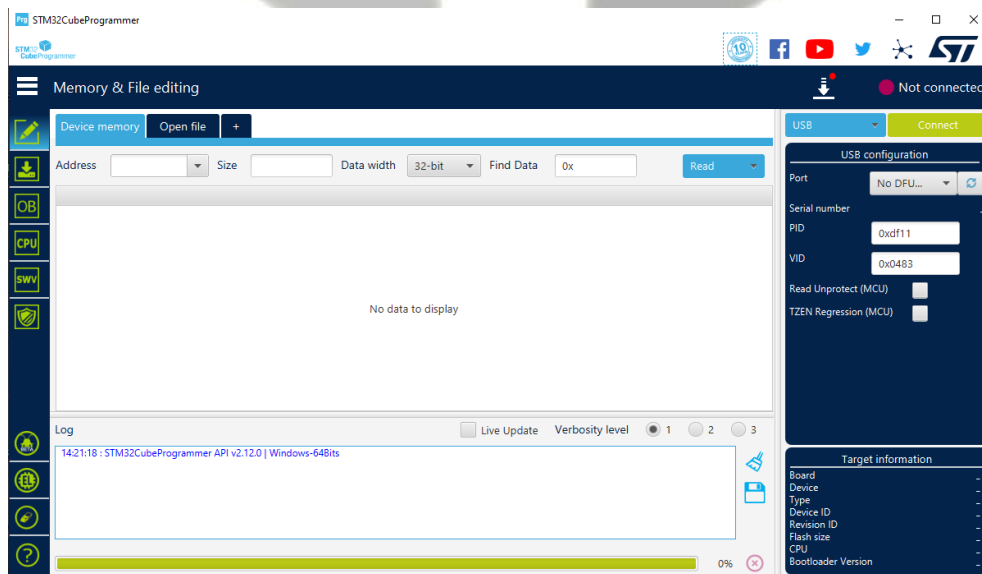 Prg STM32CubeProgrammer
STM32
CubeProgrammer
10
f
ST
Memory & File editing
Not connected
Device memory
Open file
+
Address
Size
Data width
32-bit
Find Data
0x
Read
No data to display
OB
CPU
SWV
BETA
Log
Live Update
Verbosity level
1
2
3
14:21:18 : STM32CubeProgrammer API v2.12.0 | Windows-64Bits
0%
?
USB
Connect
USB configuration
Port
No DFU...
Serial number
PID
0xdf11
VID
0x0483
Read Unprotect (MCU)
TZEN Regression (MCU)
Target information
Board
-
Device
-
Type
-
Device ID
-
Revision ID
-
Flash size
-
CPU
-
Bootloader Version
-